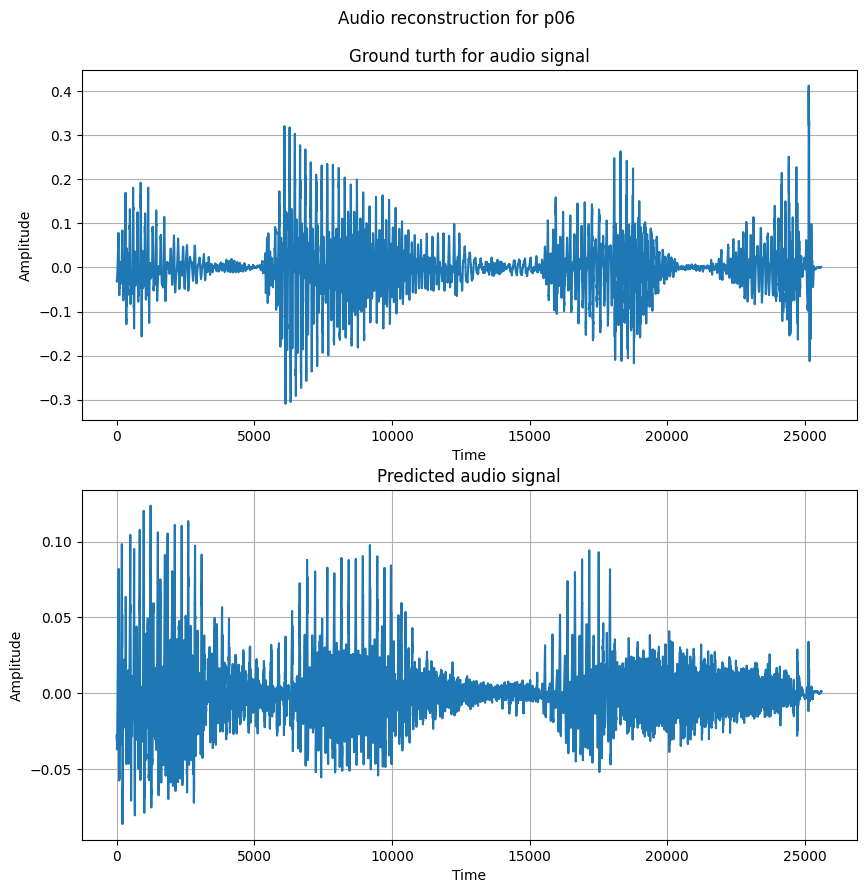 Audio reconstruction for p06
Ground turth for audio signal
0.4
0.3
0.2
0.1
0.0
−0.1
−0.2
−0.3
Amplitude
0 5000 10000 15000 20000 25000
Time
Predicted audio signal
0.10
0.05
0.00
−0.05
Amplitude
0 5000 10000 15000 20000 25000
Time